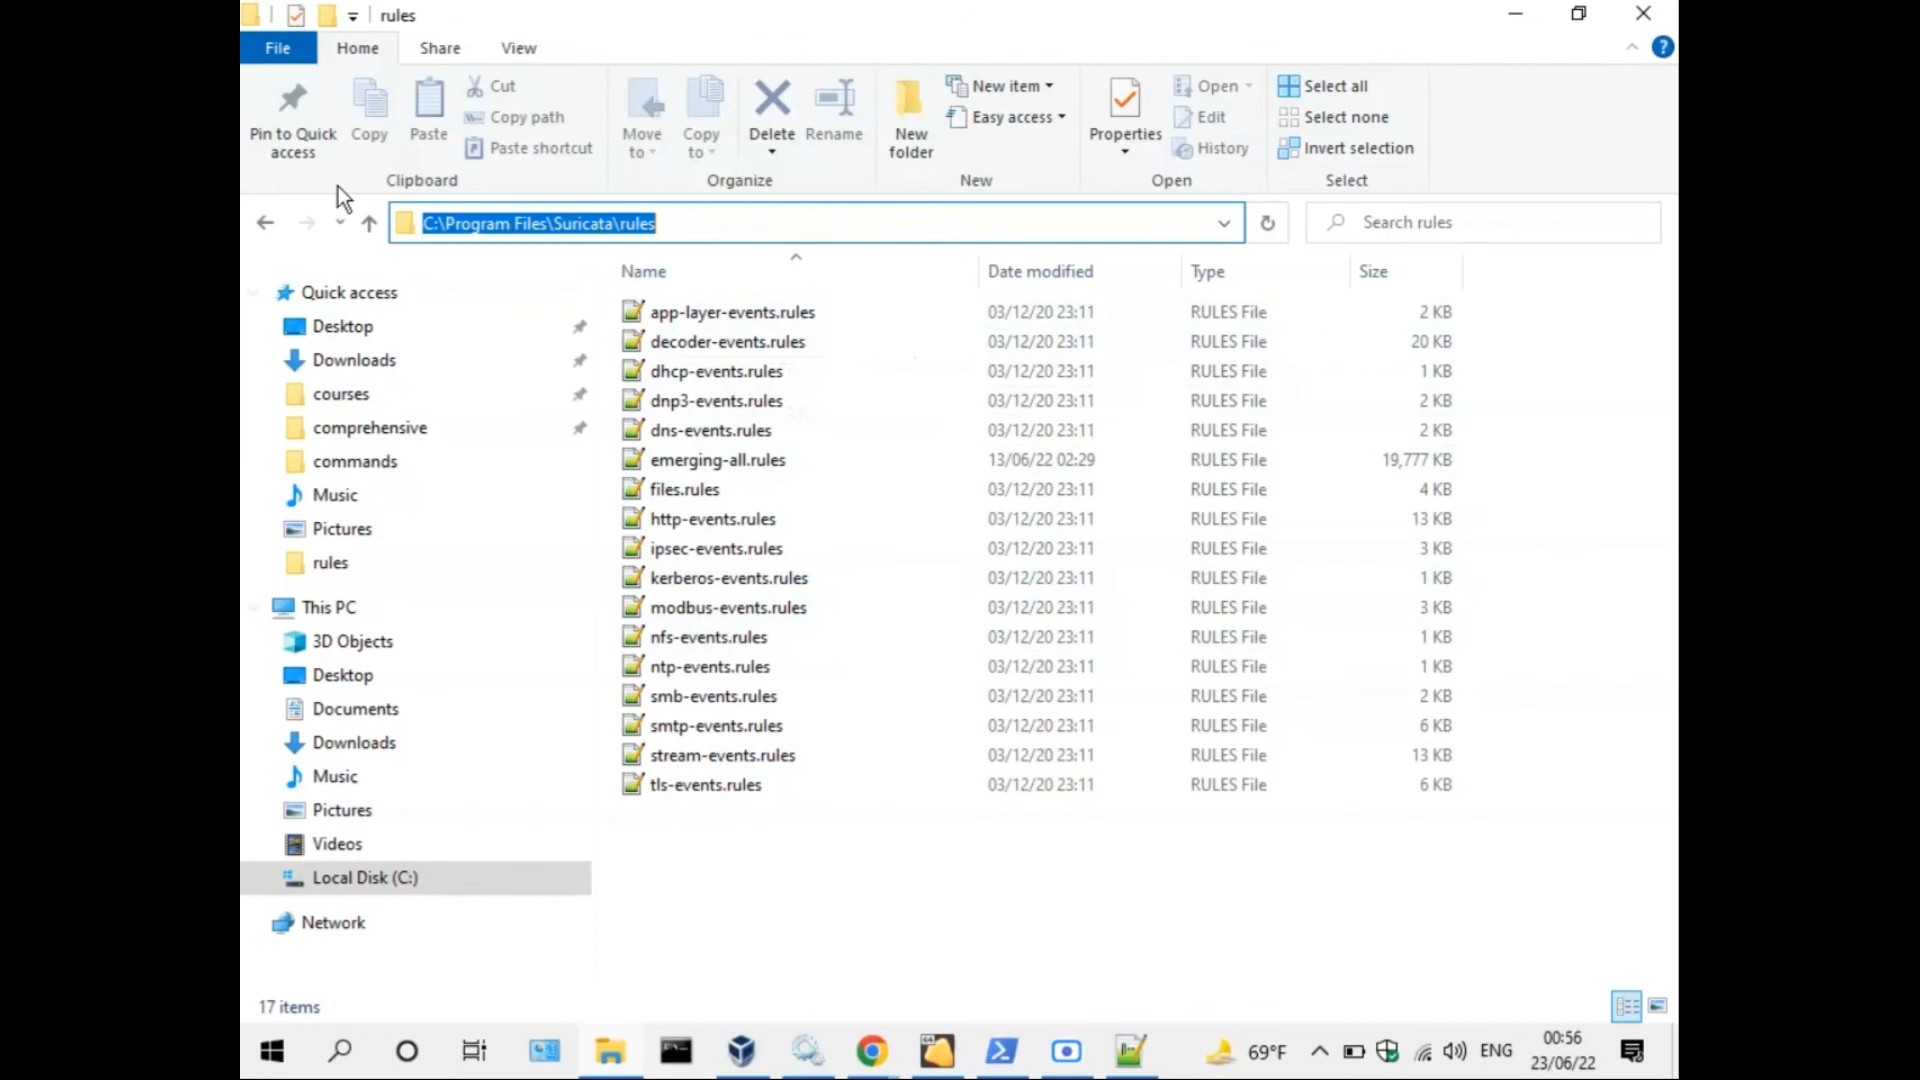 rules
File Home Share View
Pin to Quick access
Copy
Paste
Cut
Copy path
Paste shortcut
Clipboard
Move to
Copy to
Delete
Rename
Organize
New folder
New item
Easy access
New
Properties
Open
Edit
History
Open
Select all
Select none
Invert selection
Select
C:\Program Files\Suricata\rules
Search rules
Quick access
Desktop
Downloads
courses
comprehensive
commands
Music
Pictures
rules
This PC
3D Objects
Desktop
Documents
Downloads
Music
Pictures
Videos
Local Disk (C:)
Network
Name Date modified Type Size
app-layer-events.rules 03/12/20 23:11 RULES File 2 KB
decoder-events.rules 03/12/20 23:11 RULES File 20 KB
dhcp-events.rules 03/12/20 23:11 RULES File 1 KB
dnp3-events.rules 03/12/20 23:11 RULES File 2 KB
dns-events.rules 03/12/20 23:11 RULES File 2 KB
emerging-all.rules 13/06/22 02:29 RULES File 19,777 KB
files.rules 03/12/20 23:11 RULES File 4 KB
http-events.rules 03/12/20 23:11 RULES File 13 KB
ipsec-events.rules 03/12/20 23:11 RULES File 3 KB
kerberos-events.rules 03/12/20 23:11 RULES File 1 KB
modbus-events.rules 03/12/20 23:11 RULES File 3 KB
nfs-events.rules 03/12/20 23:11 RULES File 1 KB
ntp-events.rules 03/12/20 23:11 RULES File 1 KB
smb-events.rules 03/12/20 23:11 RULES File 2 KB
smtp-events.rules 03/12/20 23:11 RULES File 6 KB
stream-events.rules 03/12/20 23:11 RULES File 13 KB
tls-events.rules 03/12/20 23:11 RULES File 6 KB
17 items
69°F
ENG
00:56
23/06/22